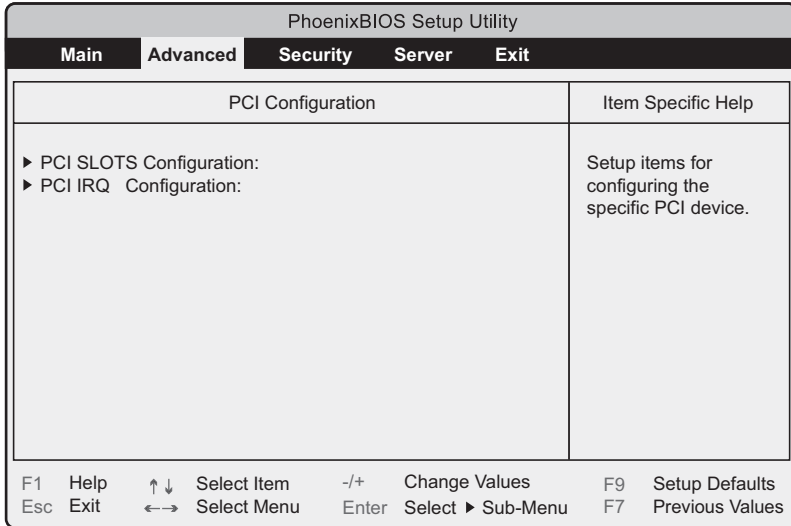 PhoenixBIOS Setup Utility
Main Advanced Security Server Exit
PCI Configuration
Item Specific Help
▶ PCI SLOTS Configuration:
▶ PCI IRQ Configuration:
Setup items for
configuring the
specific PCI device.
F1 Help ↑↓ Select Item -/+ Change Values F9 Setup Defaults
Esc Exit ←→ Select Menu Enter Select ▶ Sub-Menu F7 Previous Values